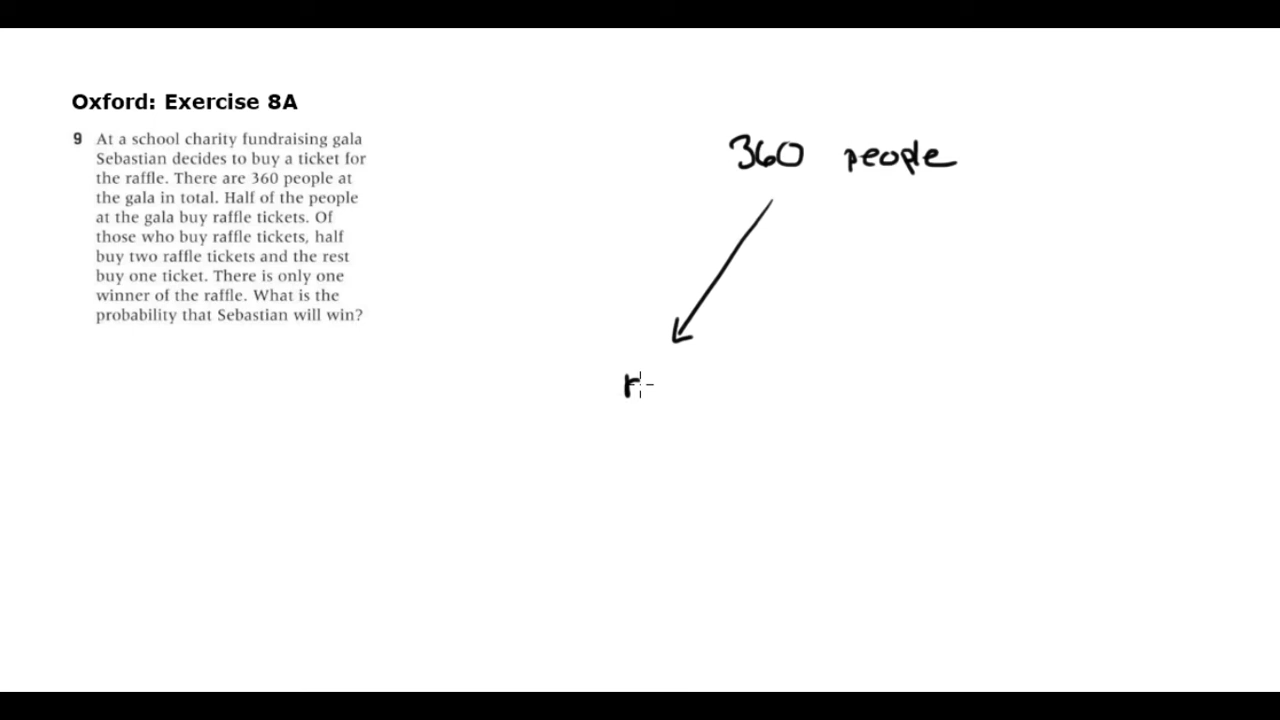 Oxford: Exercise 8A
9 At a school charity fundraising gala
Sebastian decides to buy a ticket for
the raffle. There are 360 people at
the gala in total. Half of the people
at the gala buy raffle tickets. Of
those who buy raffle tickets, half
buy two raffle tickets and the rest
buy one ticket. There is only one
winner of the raffle. What is the
probability that Sebastian will win?
360 people
r